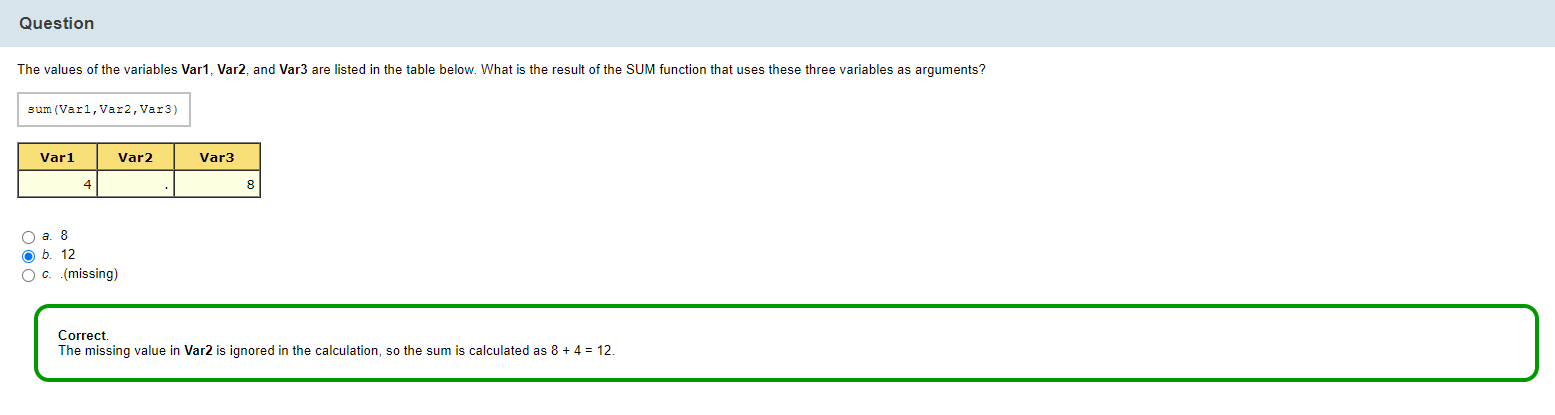 Question
The values of the variables Var1, Var2, and Var3 are listed in the table below. What is the result of the SUM function that uses these three variables as arguments?
sum(Var1,Var2,Var3)
Var1 Var2 Var3
4 . 8
a. 8
b. 12
c. .(missing)
Correct.
The missing value in Var2 is ignored in the calculation, so the sum is calculated as 8 + 4 = 12.